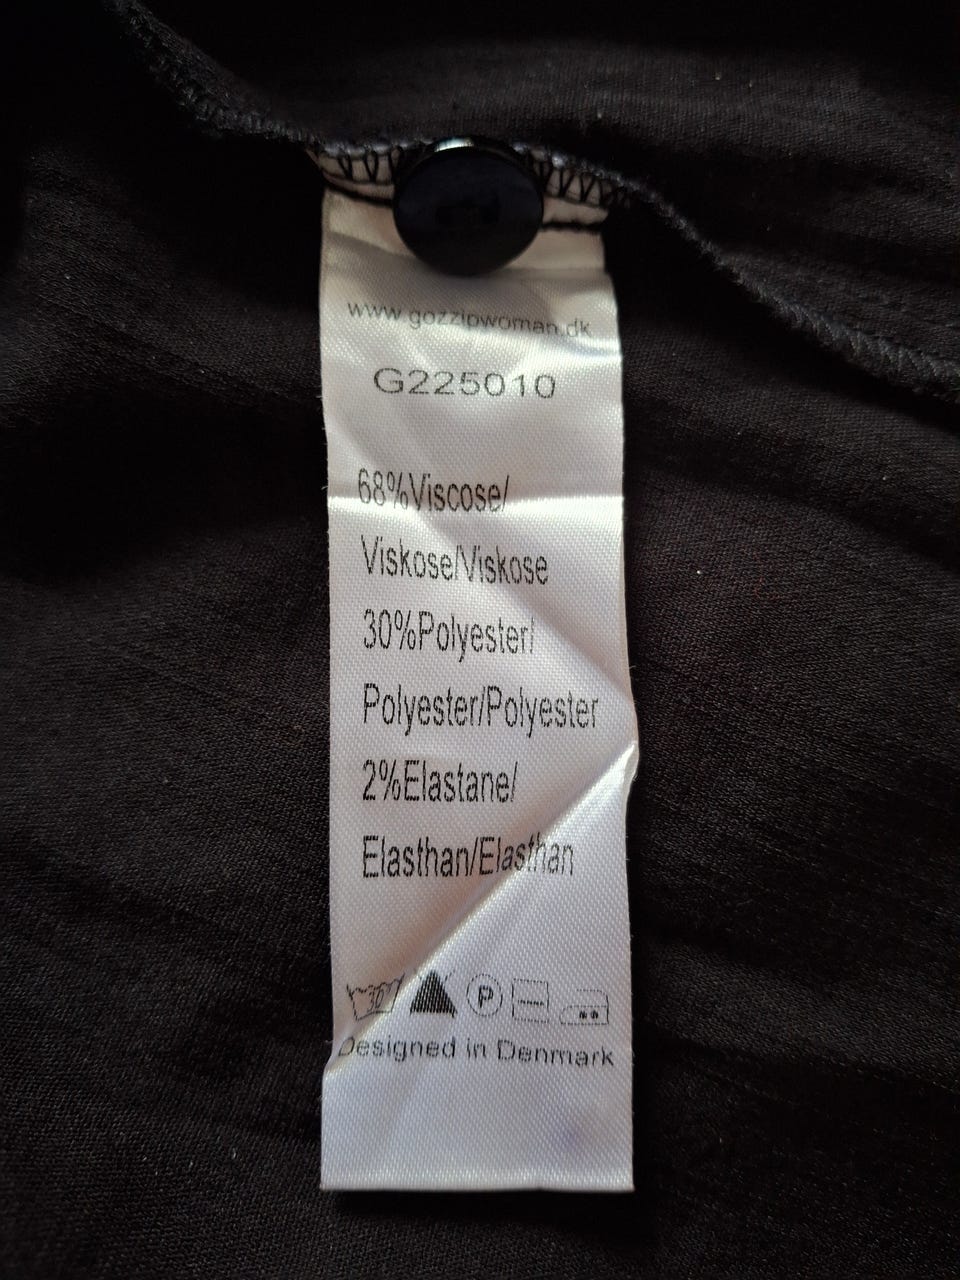 www.gozzipwoman.dk
G225010
68%Viscose/
Viskose/Viskose
30%Polyester/
Polyester/Polyester
2%Elastane/
Elasthan/Elasthan
30° P
Designed in Denmark